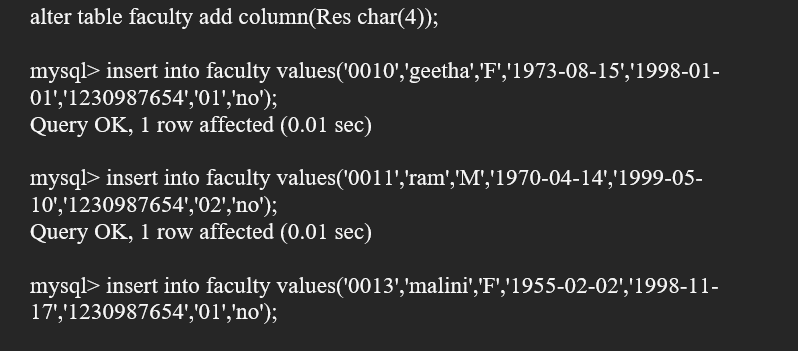 alter table faculty add column(Res char(4));
mysql> insert into faculty values('0010','geetha','F','1973-08-15','1998-01-
01','1230987654','01','no');
Query OK, 1 row affected (0.01 sec)
mysql> insert into faculty values('0011','ram','M','1970-04-14','1999-05-
10','1230987654','02','no');
Query OK, 1 row affected (0.01 sec)
mysql> insert into faculty values('0013','malini','F','1955-02-02','1998-11-
17','1230987654','01','no');